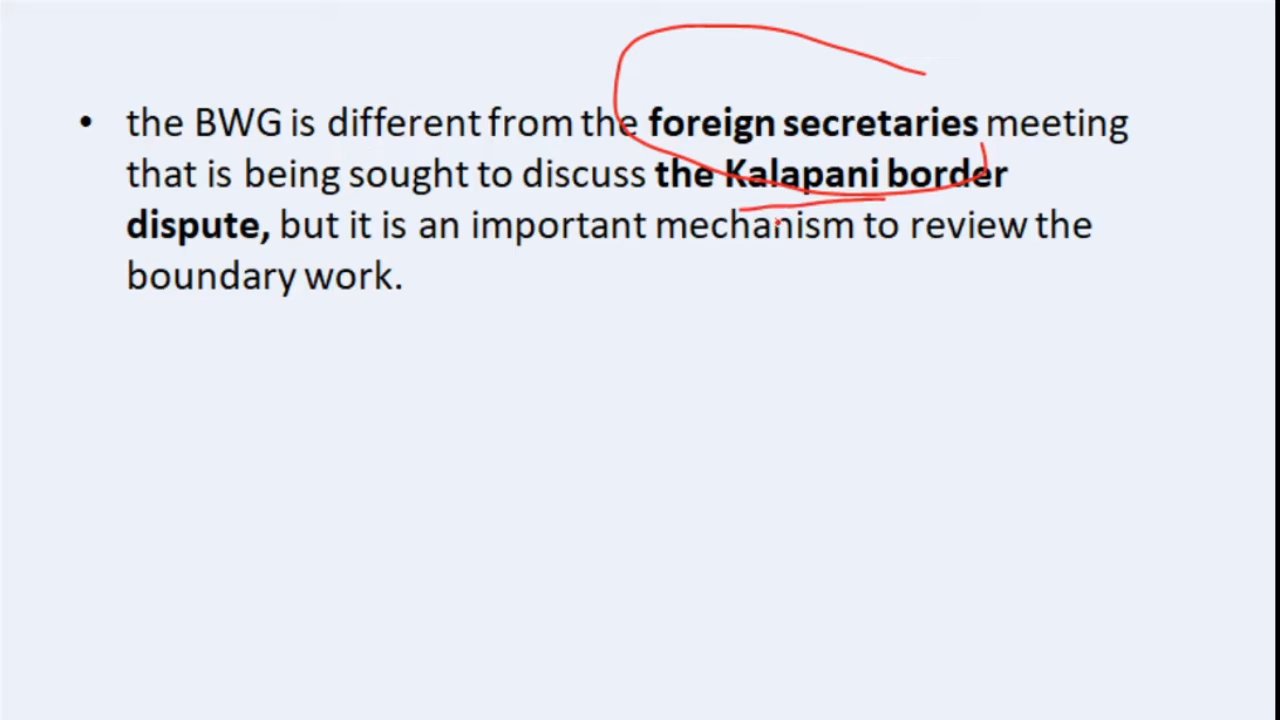 • the BWG is different from the foreign secretaries meeting
that is being sought to discuss the Kalapani border
dispute, but it is an important mechanism to review the
boundary work.